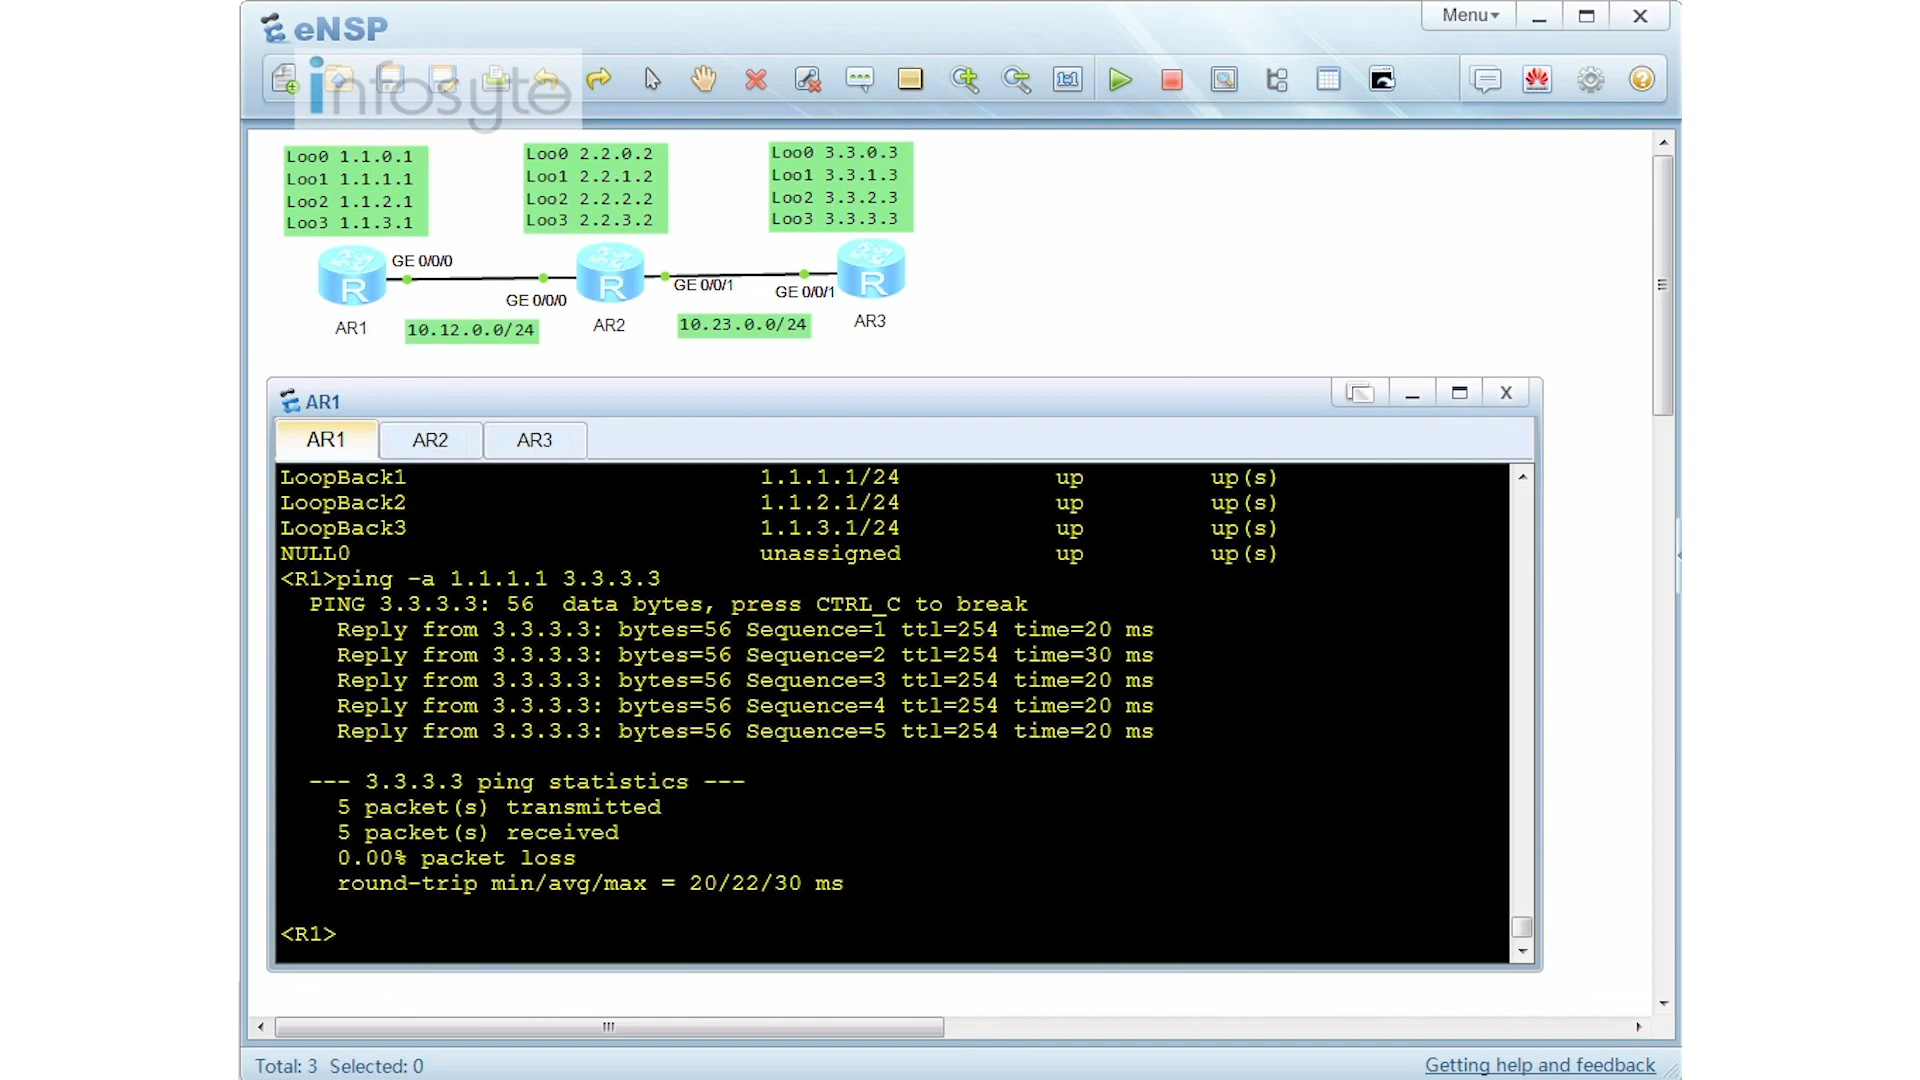 eNSP
Menu
infosyte
1:1
Loo0 1.1.0.1
Loo1 1.1.1.1
Loo2 1.1.2.1
Loo3 1.1.3.1
Loo0 2.2.0.2
Loo1 2.2.1.2
Loo2 2.2.2.2
Loo3 2.2.3.2
Loo0 3.3.0.3
Loo1 3.3.1.3
Loo2 3.3.2.3
Loo3 3.3.3.3
GE 0/0/0
GE 0/0/0
GE 0/0/1
GE 0/0/1
R
R
R
AR1
10.12.0.0/24
AR2
10.23.0.0/24
AR3
AR1
AR1 AR2 AR3
LoopBack1 1.1.1.1/24 up up(s)
LoopBack2 1.1.2.1/24 up up(s)
LoopBack3 1.1.3.1/24 up up(s)
NULL0 unassigned up up(s)
<R1>ping -a 1.1.1.1 3.3.3.3
PING 3.3.3.3: 56  data bytes, press CTRL_C to break
Reply from 3.3.3.3: bytes=56 Sequence=1 ttl=254 time=20 ms
Reply from 3.3.3.3: bytes=56 Sequence=2 ttl=254 time=30 ms
Reply from 3.3.3.3: bytes=56 Sequence=3 ttl=254 time=20 ms
Reply from 3.3.3.3: bytes=56 Sequence=4 ttl=254 time=20 ms
Reply from 3.3.3.3: bytes=56 Sequence=5 ttl=254 time=20 ms
--- 3.3.3.3 ping statistics ---
5 packet(s) transmitted
5 packet(s) received
0.00% packet loss
round-trip min/avg/max = 20/22/30 ms
<R1>
Total: 3 Selected: 0
Getting help and feedback